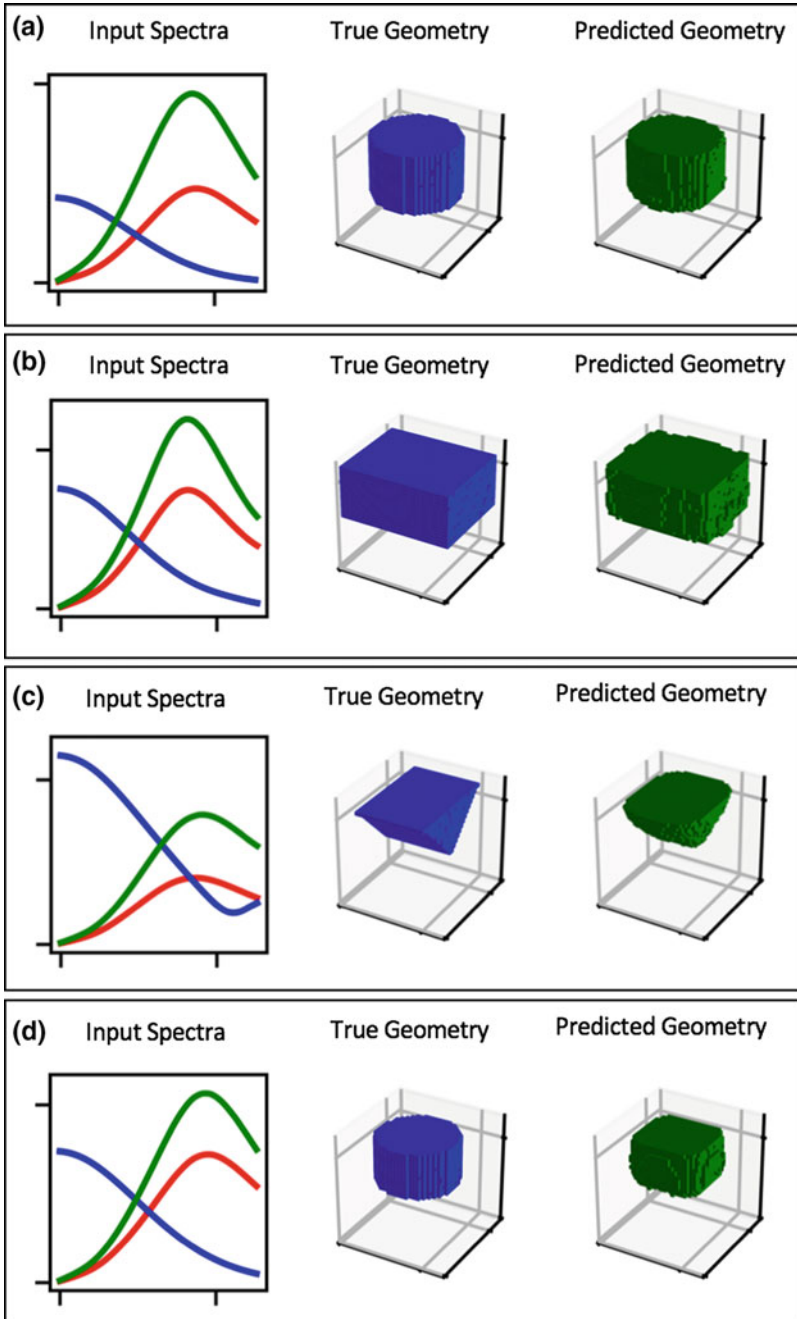 (a) Input Spectra True Geometry Predicted Geometry
(b) Input Spectra True Geometry Predicted Geometry
(c) Input Spectra True Geometry Predicted Geometry
(d) Input Spectra True Geometry Predicted Geometry